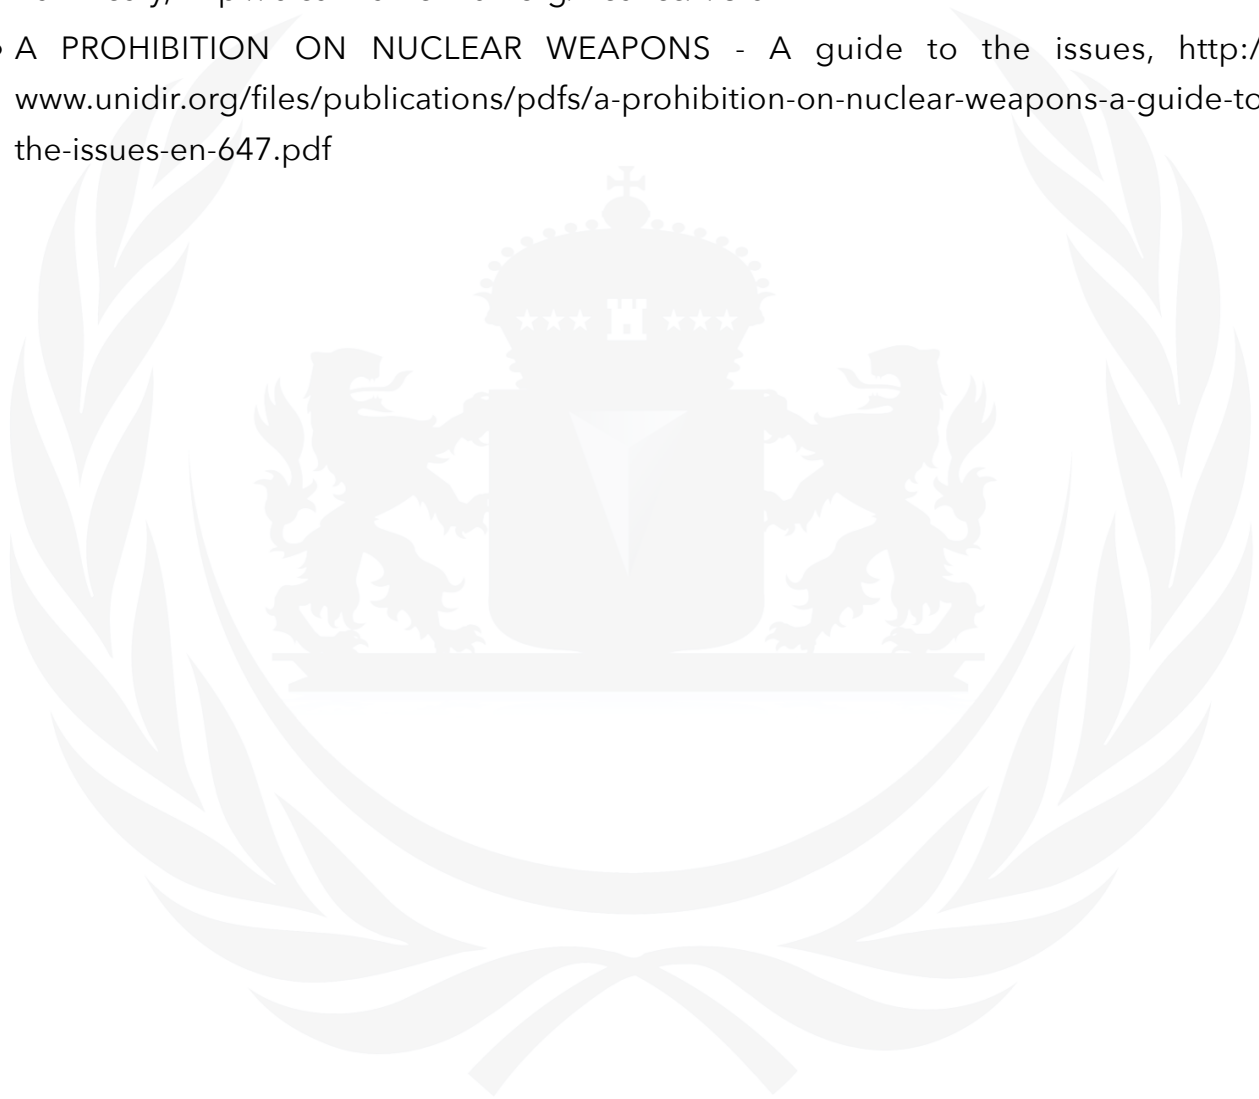 • A PROHIBITION ON NUCLEAR WEAPONS - A guide to the issues, http:/
www.unidir.org/files/publications/pdfs/a-prohibition-on-nuclear-weapons-a-guide-to
the-issues-en-647.pdf